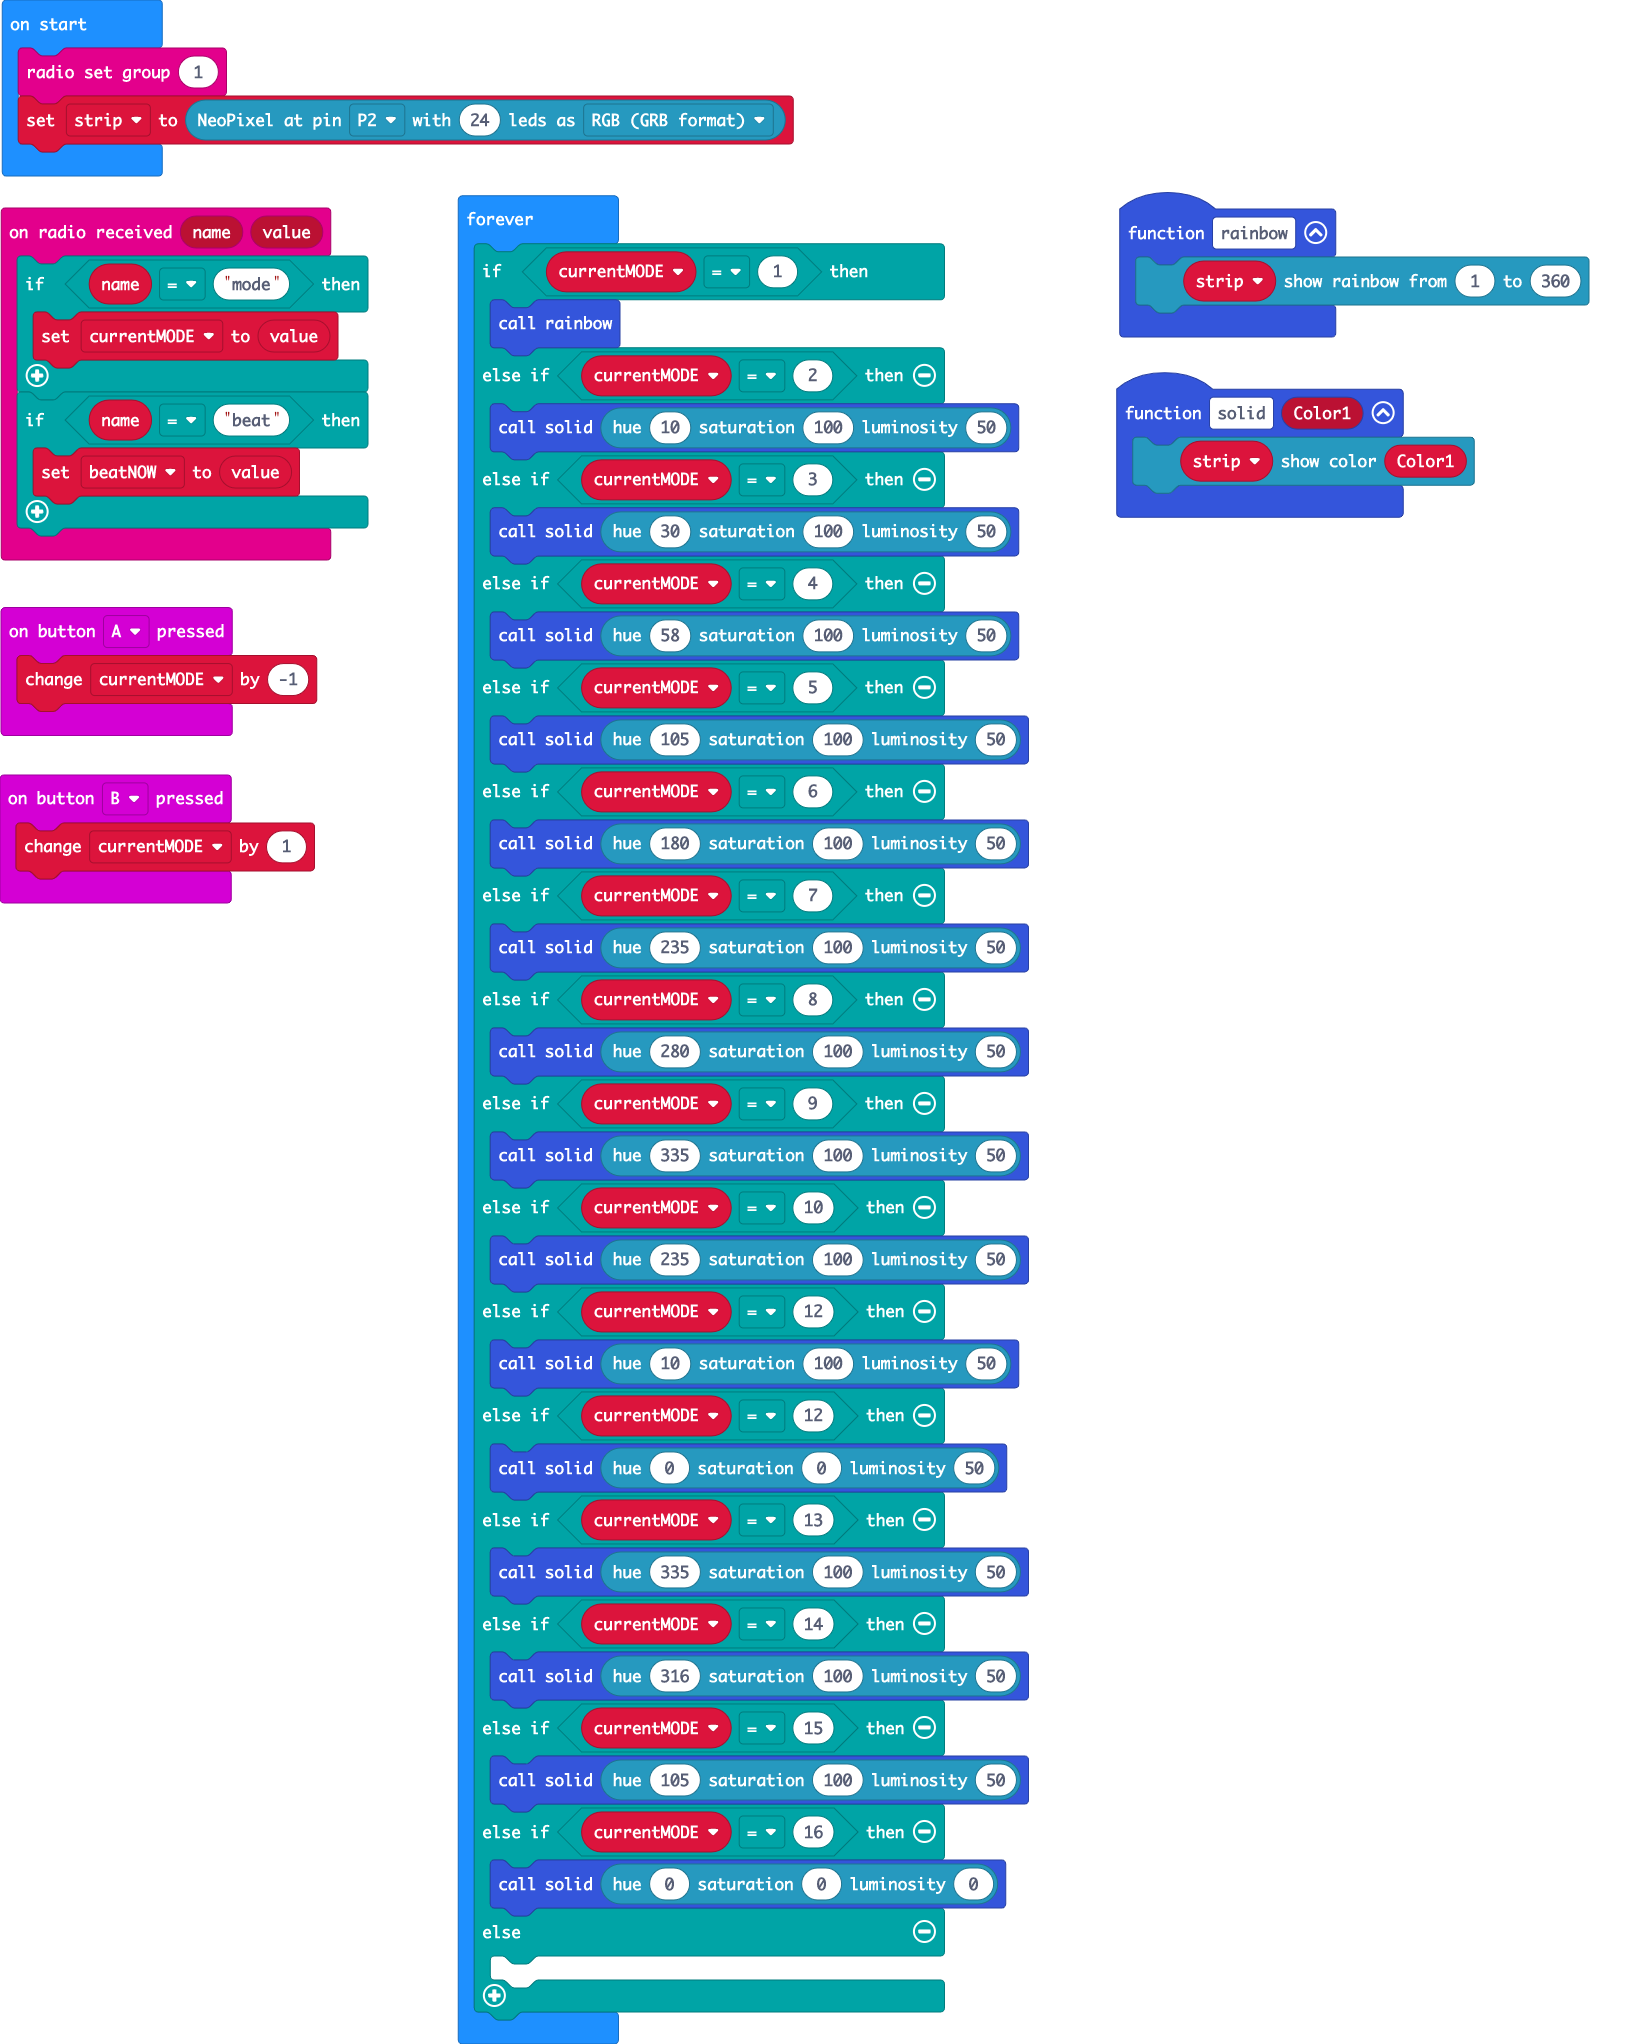 on start
radio set group 1
set strip to NeoPixel at pin P2 with 24 leds as RGB (GRB format)
on radio received name value
if name = "mode" then
set currentMODE to value
if name = "beat" then
set beatNOW to value
on button A pressed
change currentMODE by -1
on button B pressed
change currentMODE by 1
forever
if currentMODE = 1 then
call rainbow
else if currentMODE = 2 then
call solid hue 10 saturation 100 luminosity 50
else if currentMODE = 3 then
call solid hue 30 saturation 100 luminosity 50
else if currentMODE = 4 then
call solid hue 58 saturation 100 luminosity 50
else if currentMODE = 5 then
call solid hue 105 saturation 100 luminosity 50
else if currentMODE = 6 then
call solid hue 180 saturation 100 luminosity 50
else if currentMODE = 7 then
call solid hue 235 saturation 100 luminosity 50
else if currentMODE = 8 then
call solid hue 280 saturation 100 luminosity 50
else if currentMODE = 9 then
call solid hue 335 saturation 100 luminosity 50
else if currentMODE = 10 then
call solid hue 235 saturation 100 luminosity 50
else if currentMODE = 12 then
call solid hue 10 saturation 100 luminosity 50
else if currentMODE = 12 then
call solid hue 0 saturation 0 luminosity 50
else if currentMODE = 13 then
call solid hue 335 saturation 100 luminosity 50
else if currentMODE = 14 then
call solid hue 316 saturation 100 luminosity 50
else if currentMODE = 15 then
call solid hue 105 saturation 100 luminosity 50
else if currentMODE = 16 then
call solid hue 0 saturation 0 luminosity 0
else
function rainbow
strip show rainbow from 1 to 360
function solid Color1
strip show color Color1